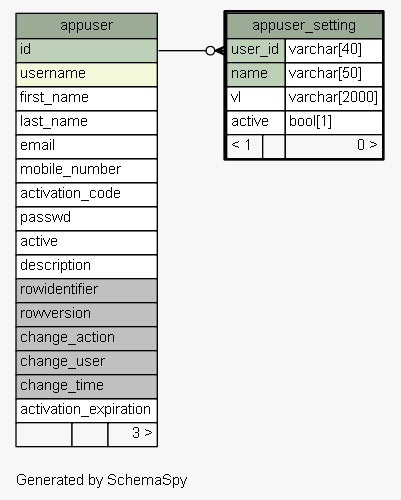 appuser
id
username
first_name
last_name
email
mobile_number
activation_code
passwd
active
description
rowidentifier
rowversion
change_action
change_user
change_time
activation_expiration
3 >
appuser_setting
user_id varchar[40]
name varchar[50]
vl varchar[2000]
active bool[1]
< 1 0 >
Generated by SchemaSpy